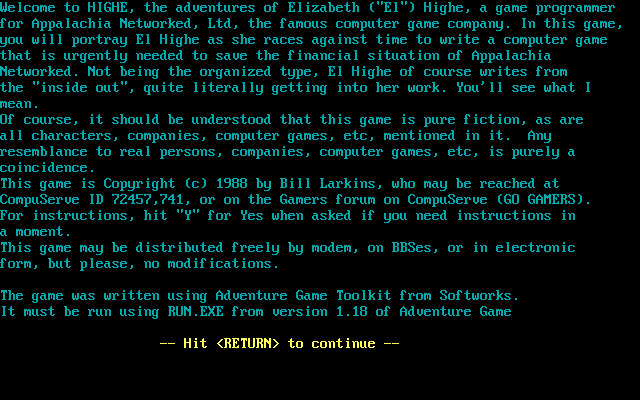 Welcome to HIGHE, the adventures of Elizabeth ("El") Highe, a game programmer
for Appalachia Networked, Ltd, the famous computer game company. In this game,
you will portray El Highe as she races against time to write a computer game
that is urgently needed to save the financial situation of Appalachia
Networked. Not being the organized type, El Highe of course writes from
the "inside out", quite literally getting into her work. You'll see what I
mean.
Of course, it should be understood that this game is pure fiction, as are
all characters, companies, computer games, etc, mentioned in it.  Any
resemblance to real persons, companies, computer games, etc, is purely a
coincidence.
This game is Copyright (c) 1988 by Bill Larkins, who may be reached at
CompuServe ID 72457,741, or on the Gamers forum on CompuServe (GO GAMERS).
For instructions, hit "Y" for Yes when asked if you need instructions in
a moment.
This game may be distributed freely by modem, on BBSes, or in electronic
form, but please, no modifications.
The game was written using Adventure Game Toolkit from Softworks.
It must be run using RUN.EXE from version 1.18 of Adventure Game
-- Hit <RETURN> to continue --